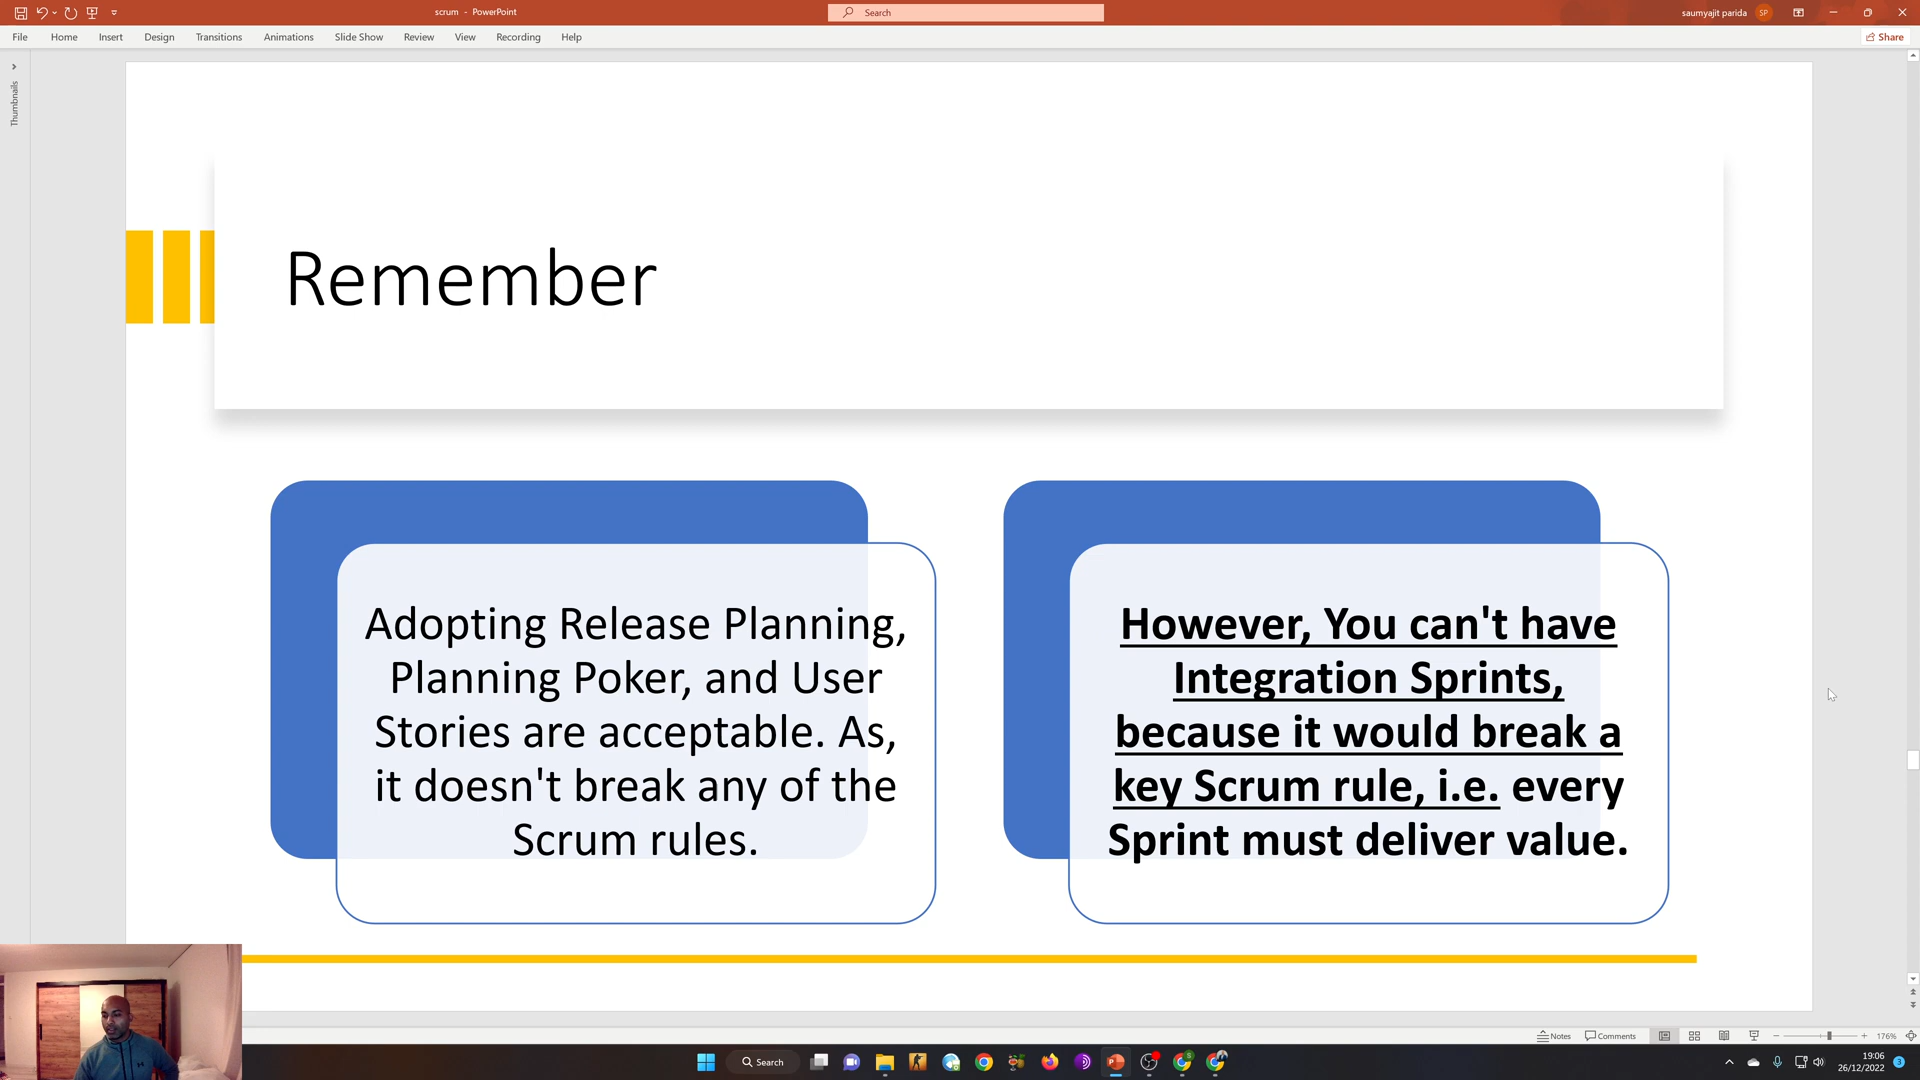 scrum - PowerPoint
Search
saumyajit parida
SP
File Home Insert Design Transitions Animations Slide Show Review View Recording Help
Share
Thumbnails
Remember
Adopting Release Planning,
Planning Poker, and User
Stories are acceptable. As,
it doesn't break any of the
Scrum rules.
However, You can't have
Integration Sprints,
because it would break a
key Scrum rule, i.e. every
Sprint must deliver value.
Notes Comments 176%
Search
19:06
26/12/2022
3